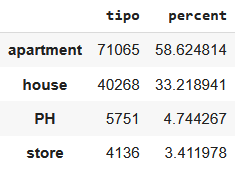 tipo percent
apartment 71065 58.624814
house 40268 33.218941
PH 5751 4.744267
store 4136 3.411978